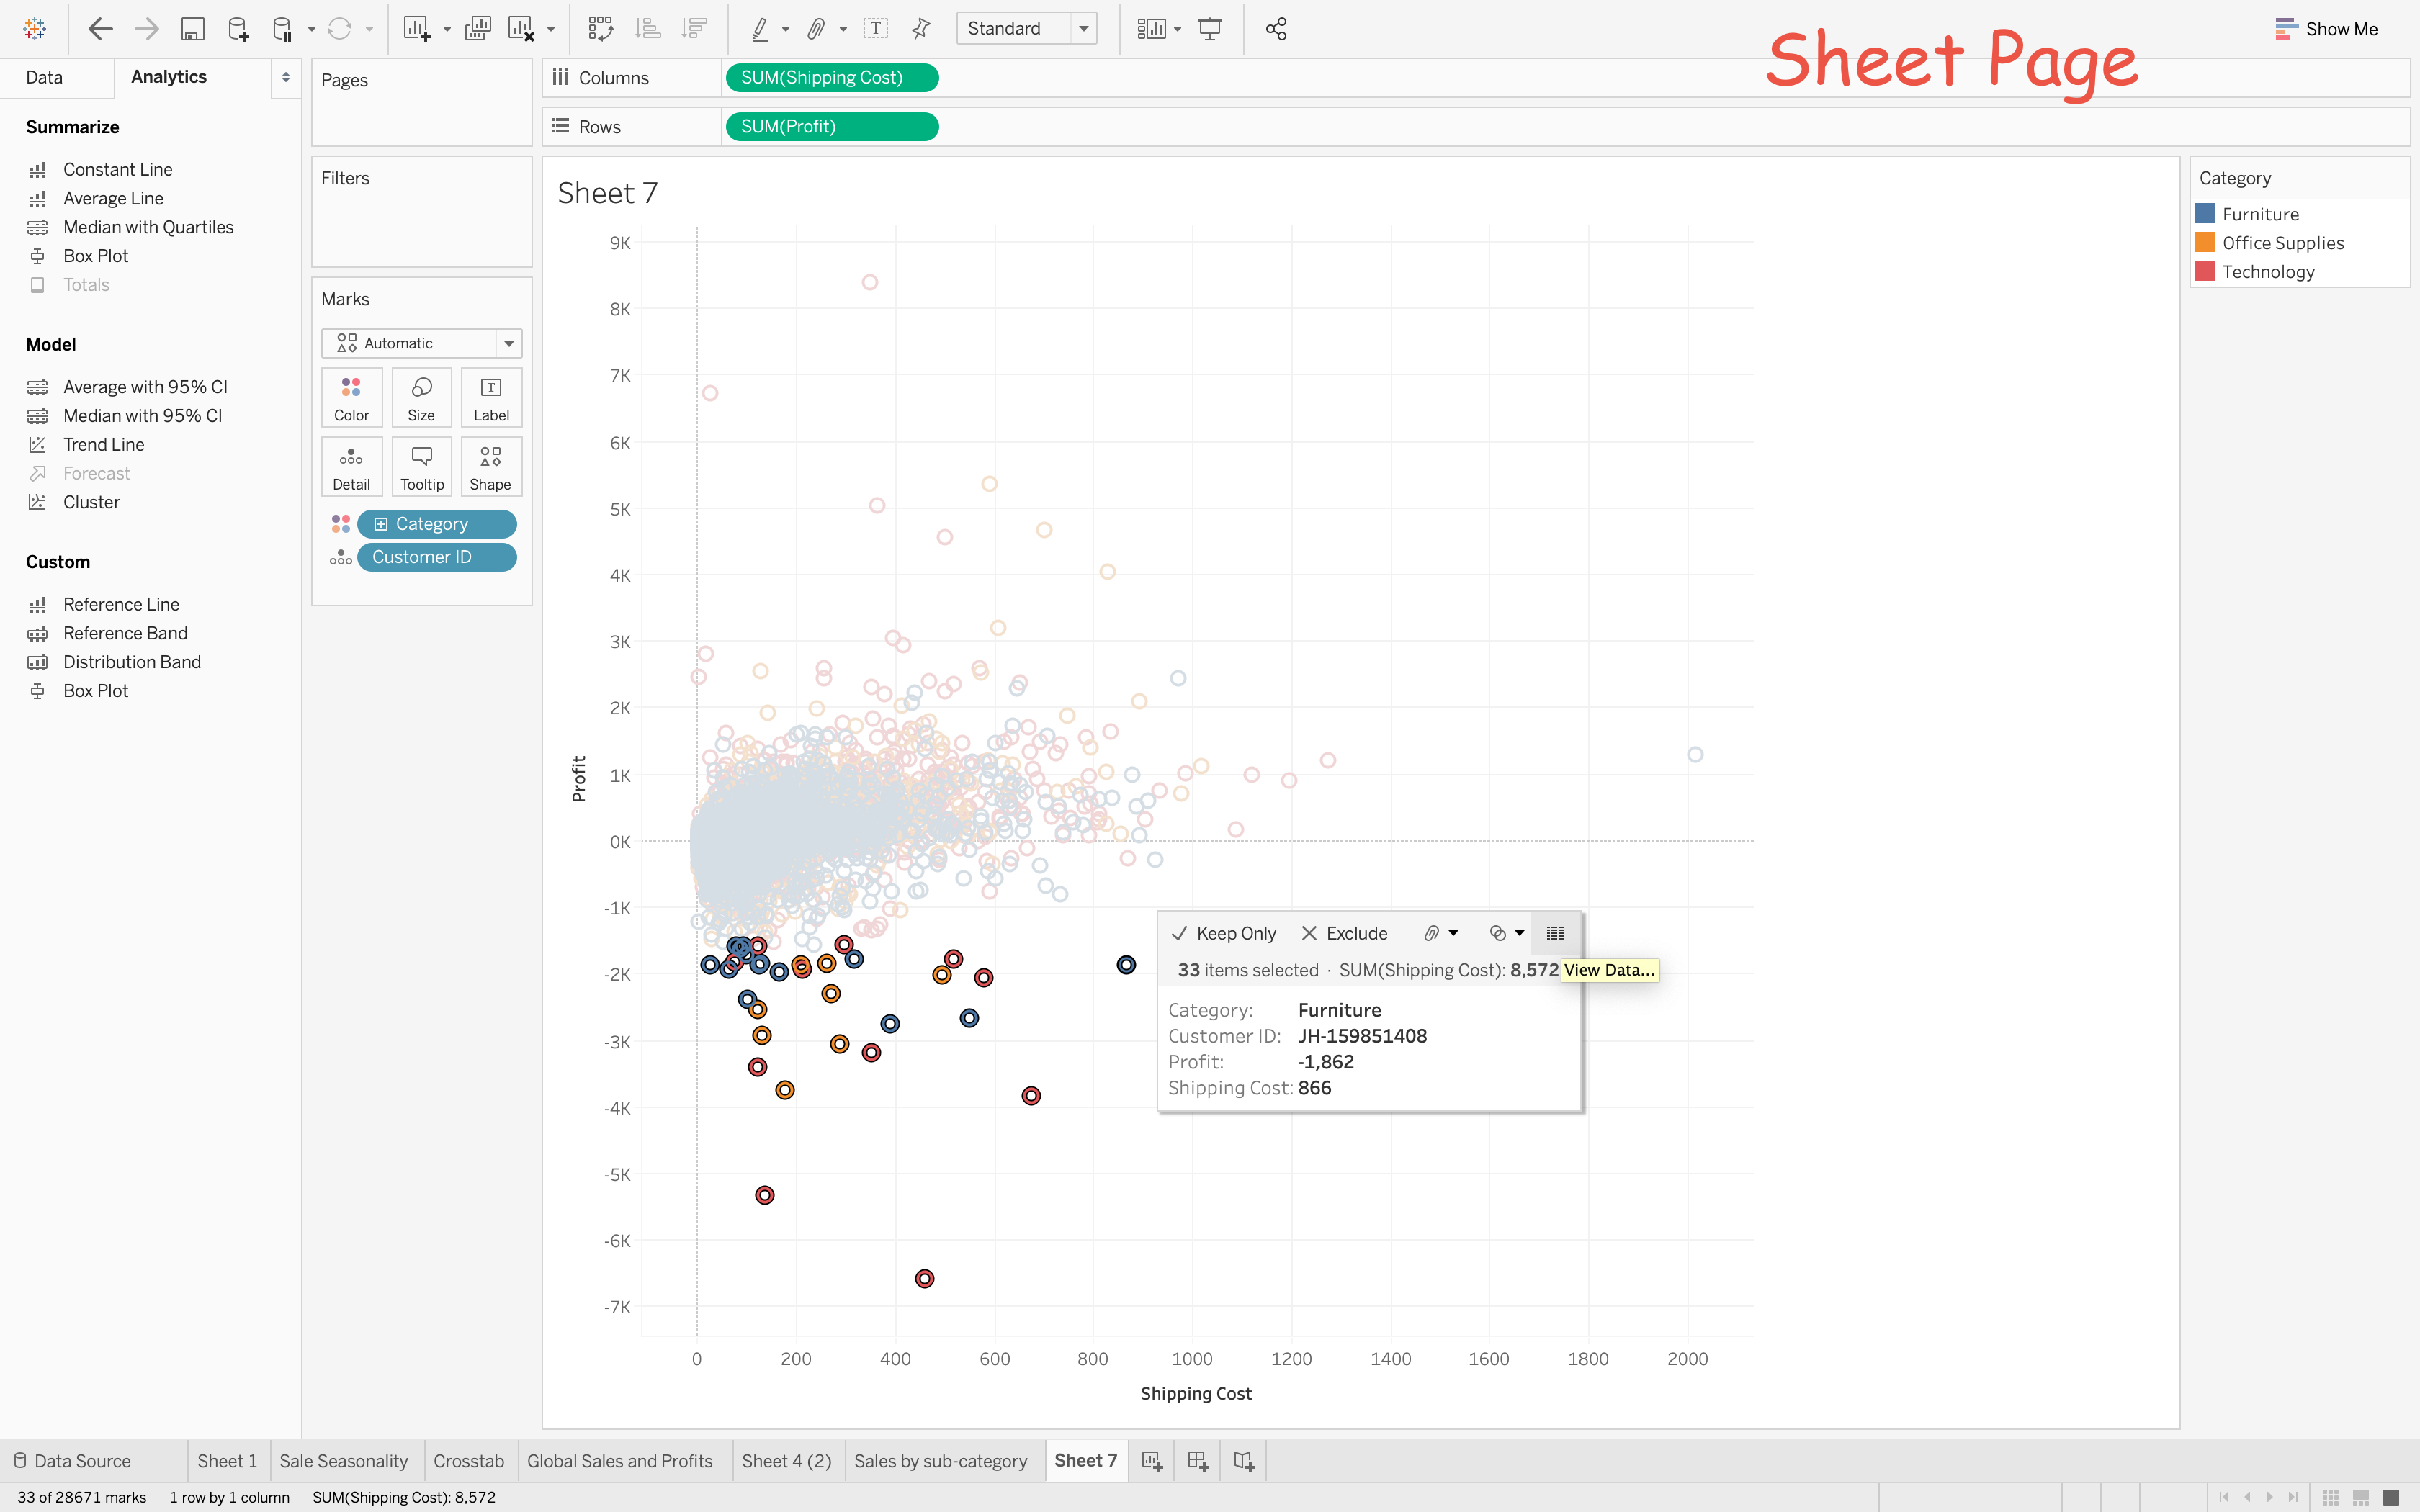 Standard
Show Me
Sheet Page
Data
Analytics
Pages
Columns
SUM(Shipping Cost)
Rows
SUM(Profit)
Summarize
Constant Line
Average Line
Median with Quartiles
Box Plot
Totals
Model
Average with 95% CI
Median with 95% CI
Trend Line
Forecast
Cluster
Custom
Reference Line
Reference Band
Distribution Band
Box Plot
Filters
Marks
Automatic
Color
Size
T
Label
Detail
Tooltip
Shape
Category
Customer ID
Sheet 7
9K
8K
7K
6K
5K
4K
3K
2K
1K
0K
-1K
-2K
-3K
-4K
-5K
-6K
-7K
Profit
0 200 400 600 800 1000 1200 1400 1600 1800 2000
Shipping Cost
Keep Only
Exclude
33 items selected · SUM(Shipping Cost): 8,572
View Data...
Category: Furniture
Customer ID: JH-159851408
Profit: -1,862
Shipping Cost: 866
Category
Furniture
Office Supplies
Technology
Data Source
Sheet 1
Sale Seasonality
Crosstab
Global Sales and Profits
Sheet 4 (2)
Sales by sub-category
Sheet 7
33 of 28671 marks
1 row by 1 column
SUM(Shipping Cost): 8,572